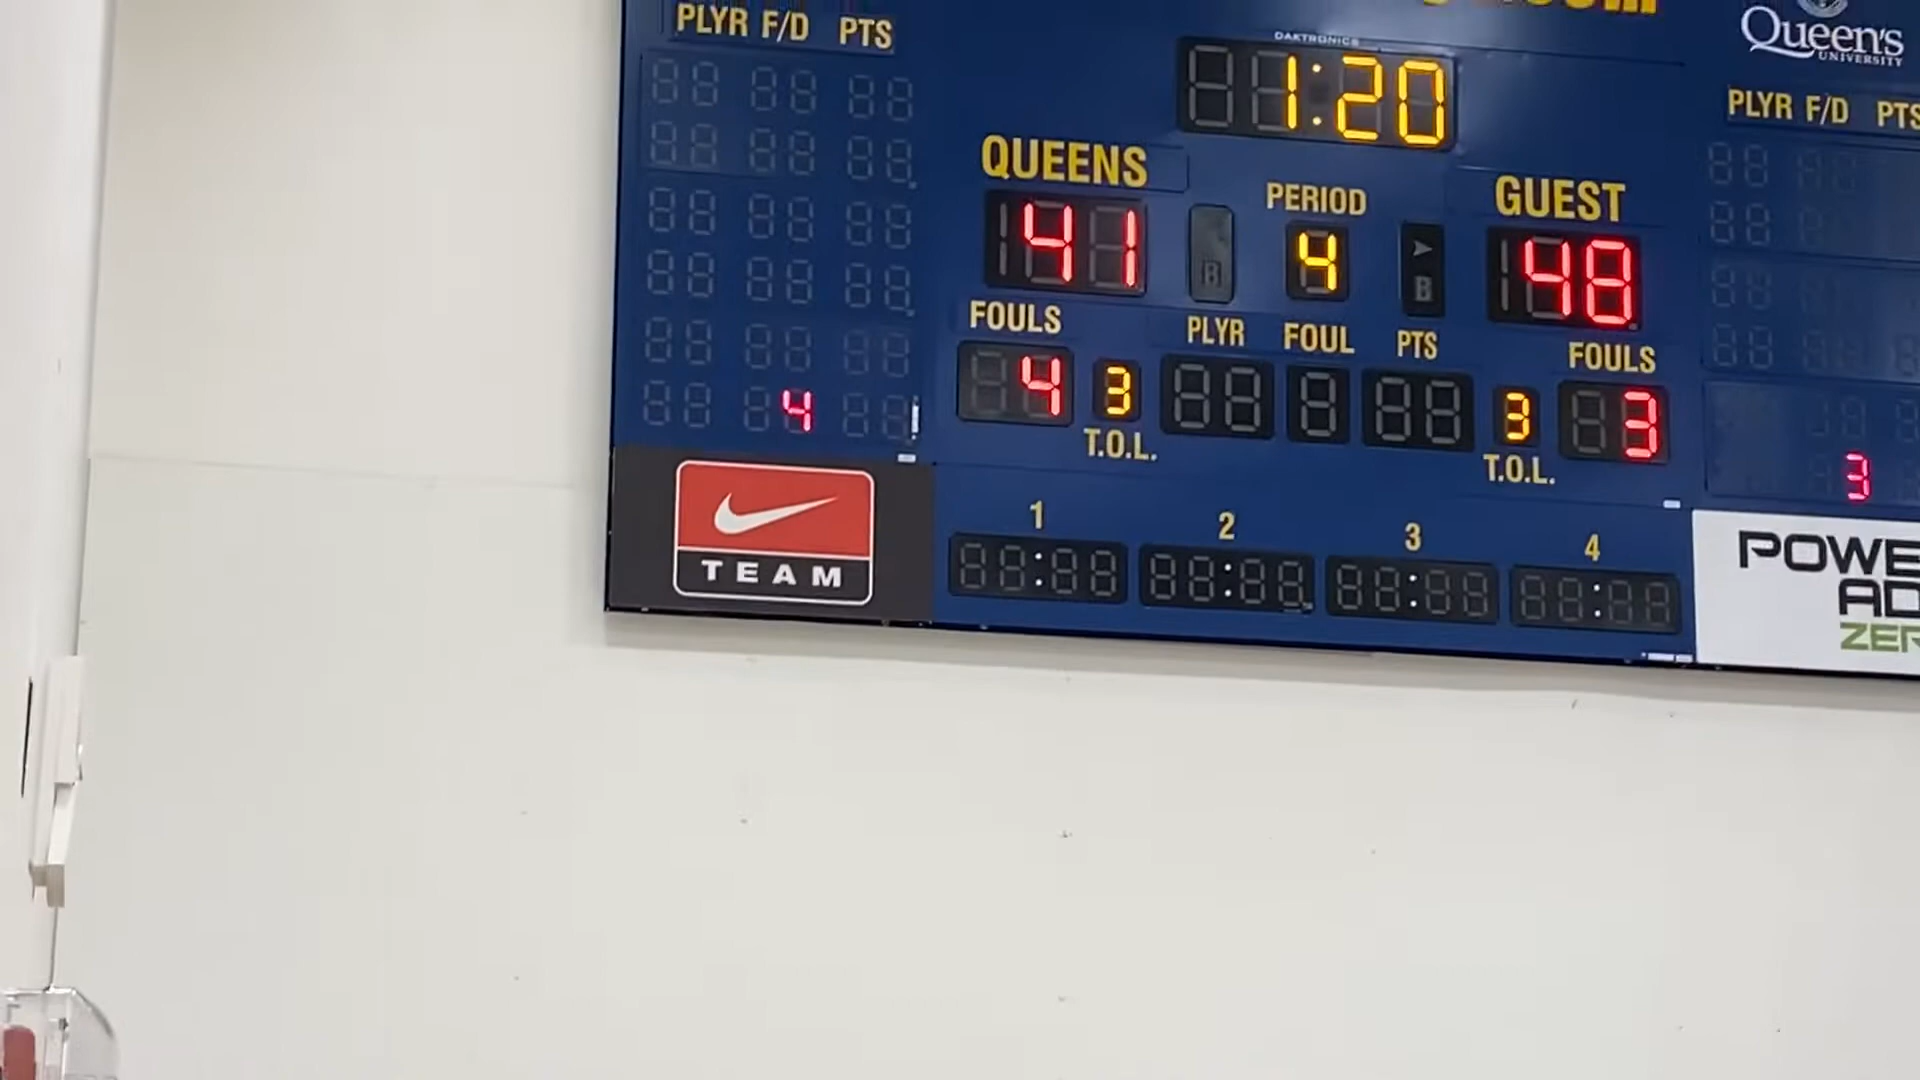 PLYR F/D PTS
DAKTRONICS
Queen's
UNIVERSITY
1:20
PLYR F/D PTS
QUEENS
PERIOD
GUEST
41
4
48
B
B
FOULS
PLYR
FOUL
PTS
FOULS
4
4
3
3
3
T.O.L.
T.O.L.
3
TEAM
1
2
3
4
POWE
AD
ZER